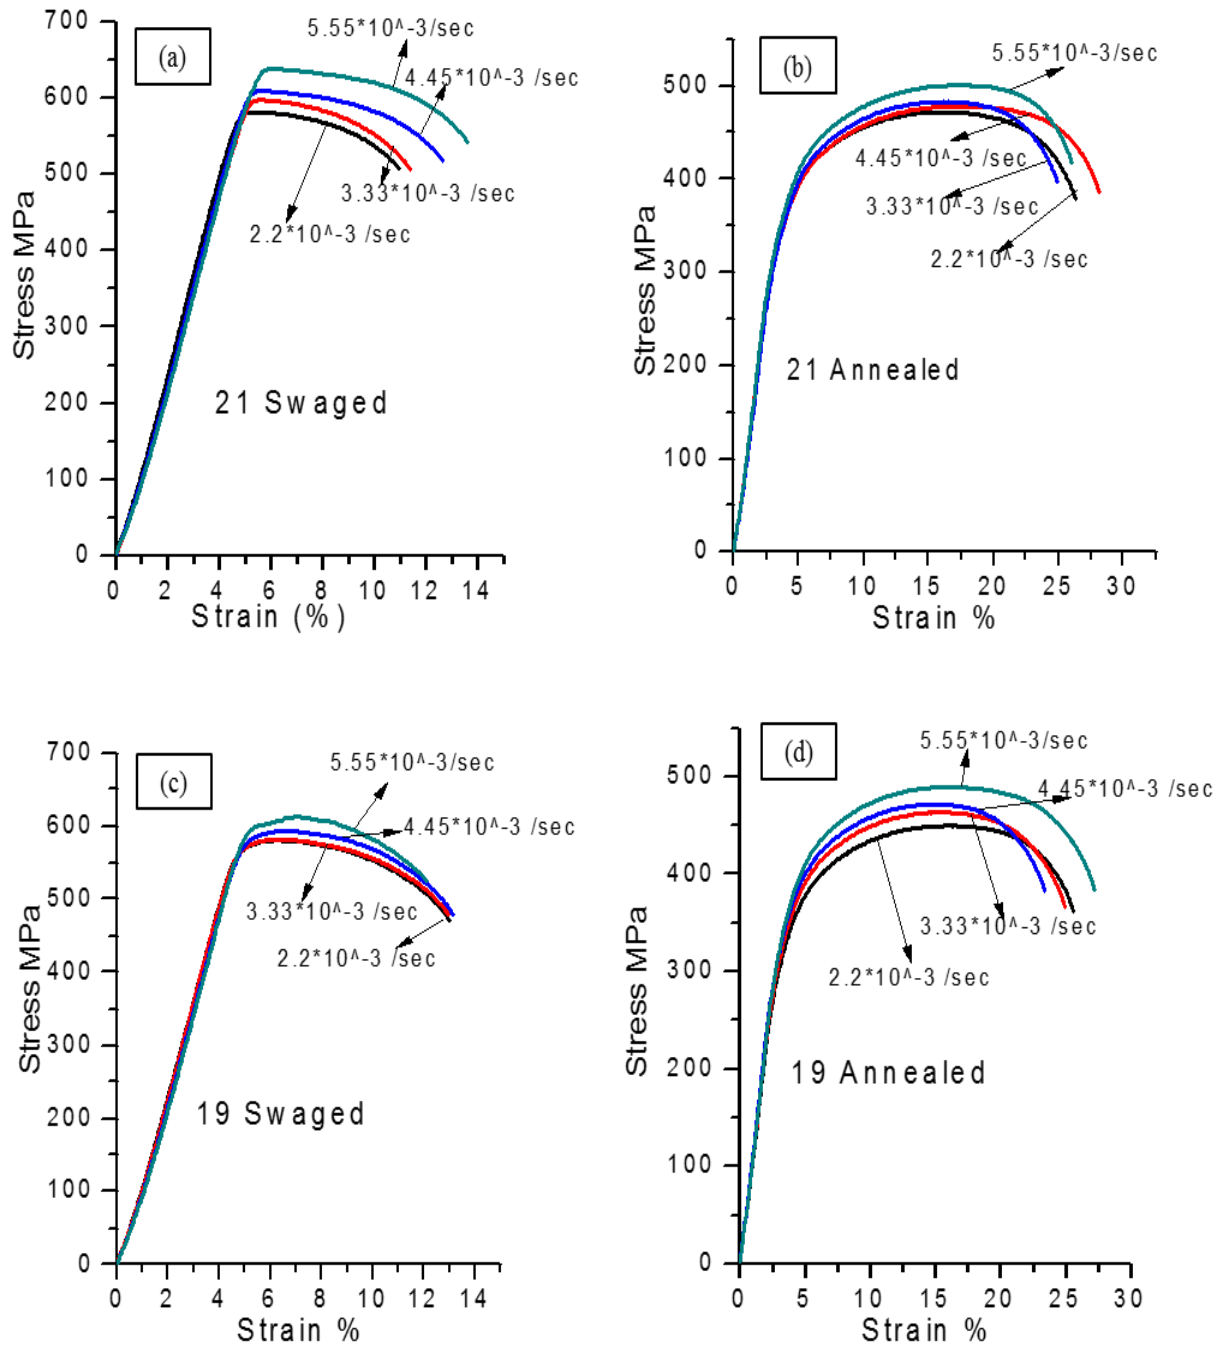 (a)
5.55*10^-3/sec
4.45*10^-3 /sec
3.33*10^-3 /sec
2.2*10^-3 /sec
21 Swaged
700
600
500
400
300
200
100
0
Stress MPa
0 2 4 6 8 10 12 14
Strain (%)
(b)
5.55*10^-3/sec
4.45*10^-3 /sec
3.33*10^-3 /sec
2.2*10^-3 /sec
21 Annealed
500
400
300
200
100
0
Stress MPa
0 5 10 15 20 25 30
Strain %
(c)
5.55*10^-3/sec
4.45*10^-3 /sec
3.33*10^-3 /sec
2.2*10^-3 /sec
19 Swaged
700
600
500
400
300
200
100
0
Stress MPa
0 2 4 6 8 10 12 14
Strain %
(d)
5.55*10^-3/sec
4.45*10^-3 /sec
3.33*10^-3 /sec
2.2*10^-3 /sec
19 Annealed
500
400
300
200
100
0
Stress MPa
0 5 10 15 20 25 30
Strain %